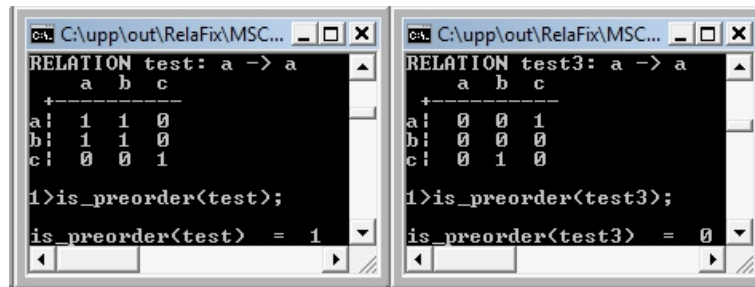 C:\upp\out\RelaFix\MSC...
RELATION test: a -> a
a b c
+-----------
a¦ 1 1 0
b¦ 1 1 0
c¦ 0 0 1
1>is_preorder(test);
is_preorder(test) = 1
C:\upp\out\RelaFix\MSC...
RELATION test3: a -> a
a b c
+-----------
a¦ 0 0 1
b¦ 0 0 0
c¦ 0 1 0
1>is_preorder(test3);
is_preorder(test3) = 0